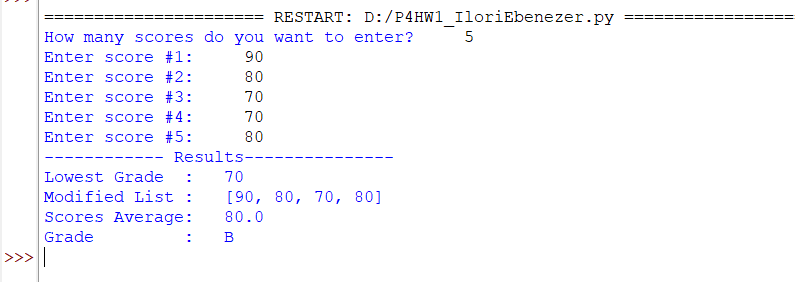 >>>
====================== RESTART: D:/P4HW1_IloriEbenezer.py =================
How many scores do you want to enter?     5
Enter score #1:     90
Enter score #2:     80
Enter score #3:     70
Enter score #4:     70
Enter score #5:     80
------------ Results---------------
Lowest Grade  :   70
Modified List :   [90, 80, 70, 80]
Scores Average:   80.0
Grade         :   B
>>>